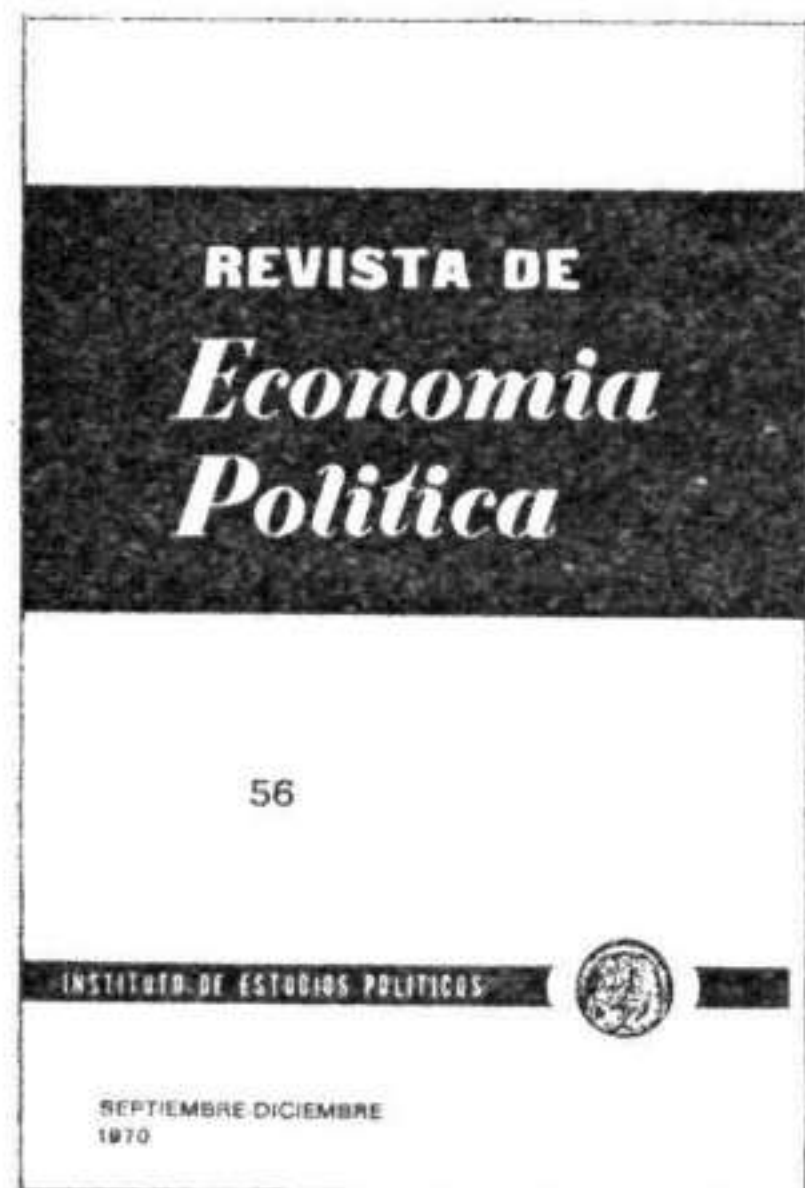 REVISTA DE
Economia
Politica
56
INSTITUTO DE ESTUDIOS POLITICOS
SEPTIEMBRE-DICIEMBRE
1970